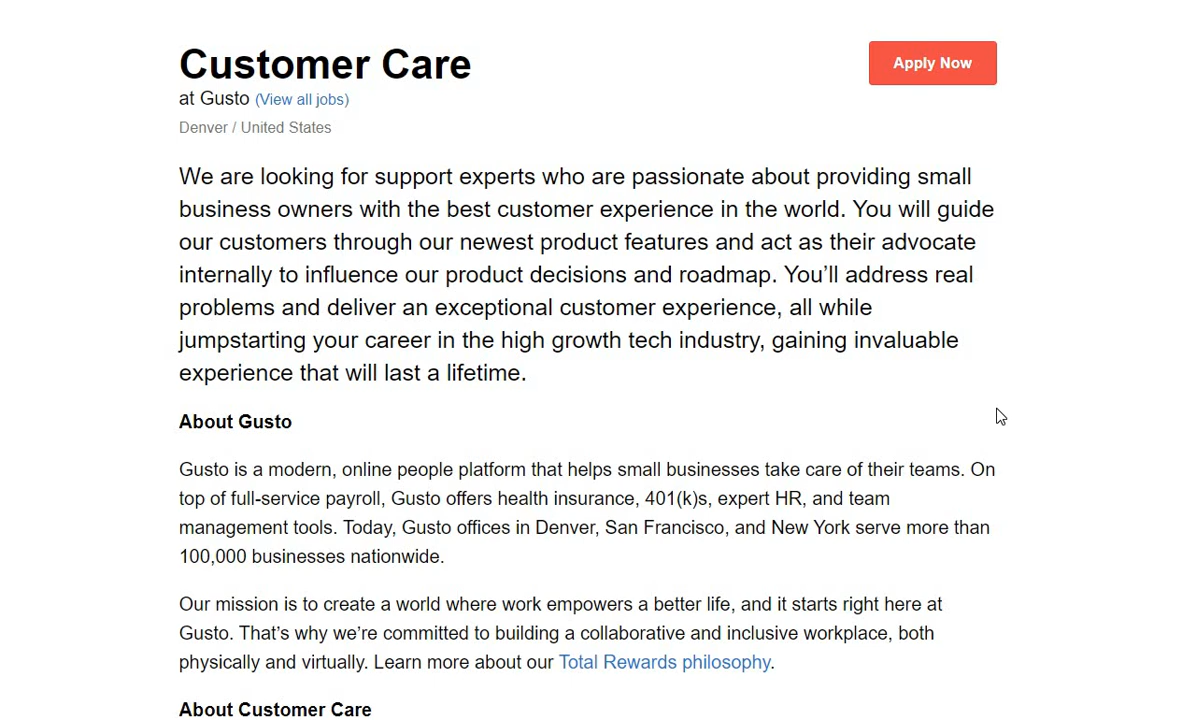 Customer Care
Apply Now
at Gusto (View all jobs)
Denver / United States
We are looking for support experts who are passionate about providing small
business owners with the best customer experience in the world. You will guide
our customers through our newest product features and act as their advocate
internally to influence our product decisions and roadmap. You’ll address real
problems and deliver an exceptional customer experience, all while
jumpstarting your career in the high growth tech industry, gaining invaluable
experience that will last a lifetime.
About Gusto
Gusto is a modern, online people platform that helps small businesses take care of their teams. On
top of full-service payroll, Gusto offers health insurance, 401(k)s, expert HR, and team
management tools. Today, Gusto offices in Denver, San Francisco, and New York serve more than
100,000 businesses nationwide.
Our mission is to create a world where work empowers a better life, and it starts right here at
Gusto. That’s why we’re committed to building a collaborative and inclusive workplace, both
physically and virtually. Learn more about our Total Rewards philosophy.
About Customer Care